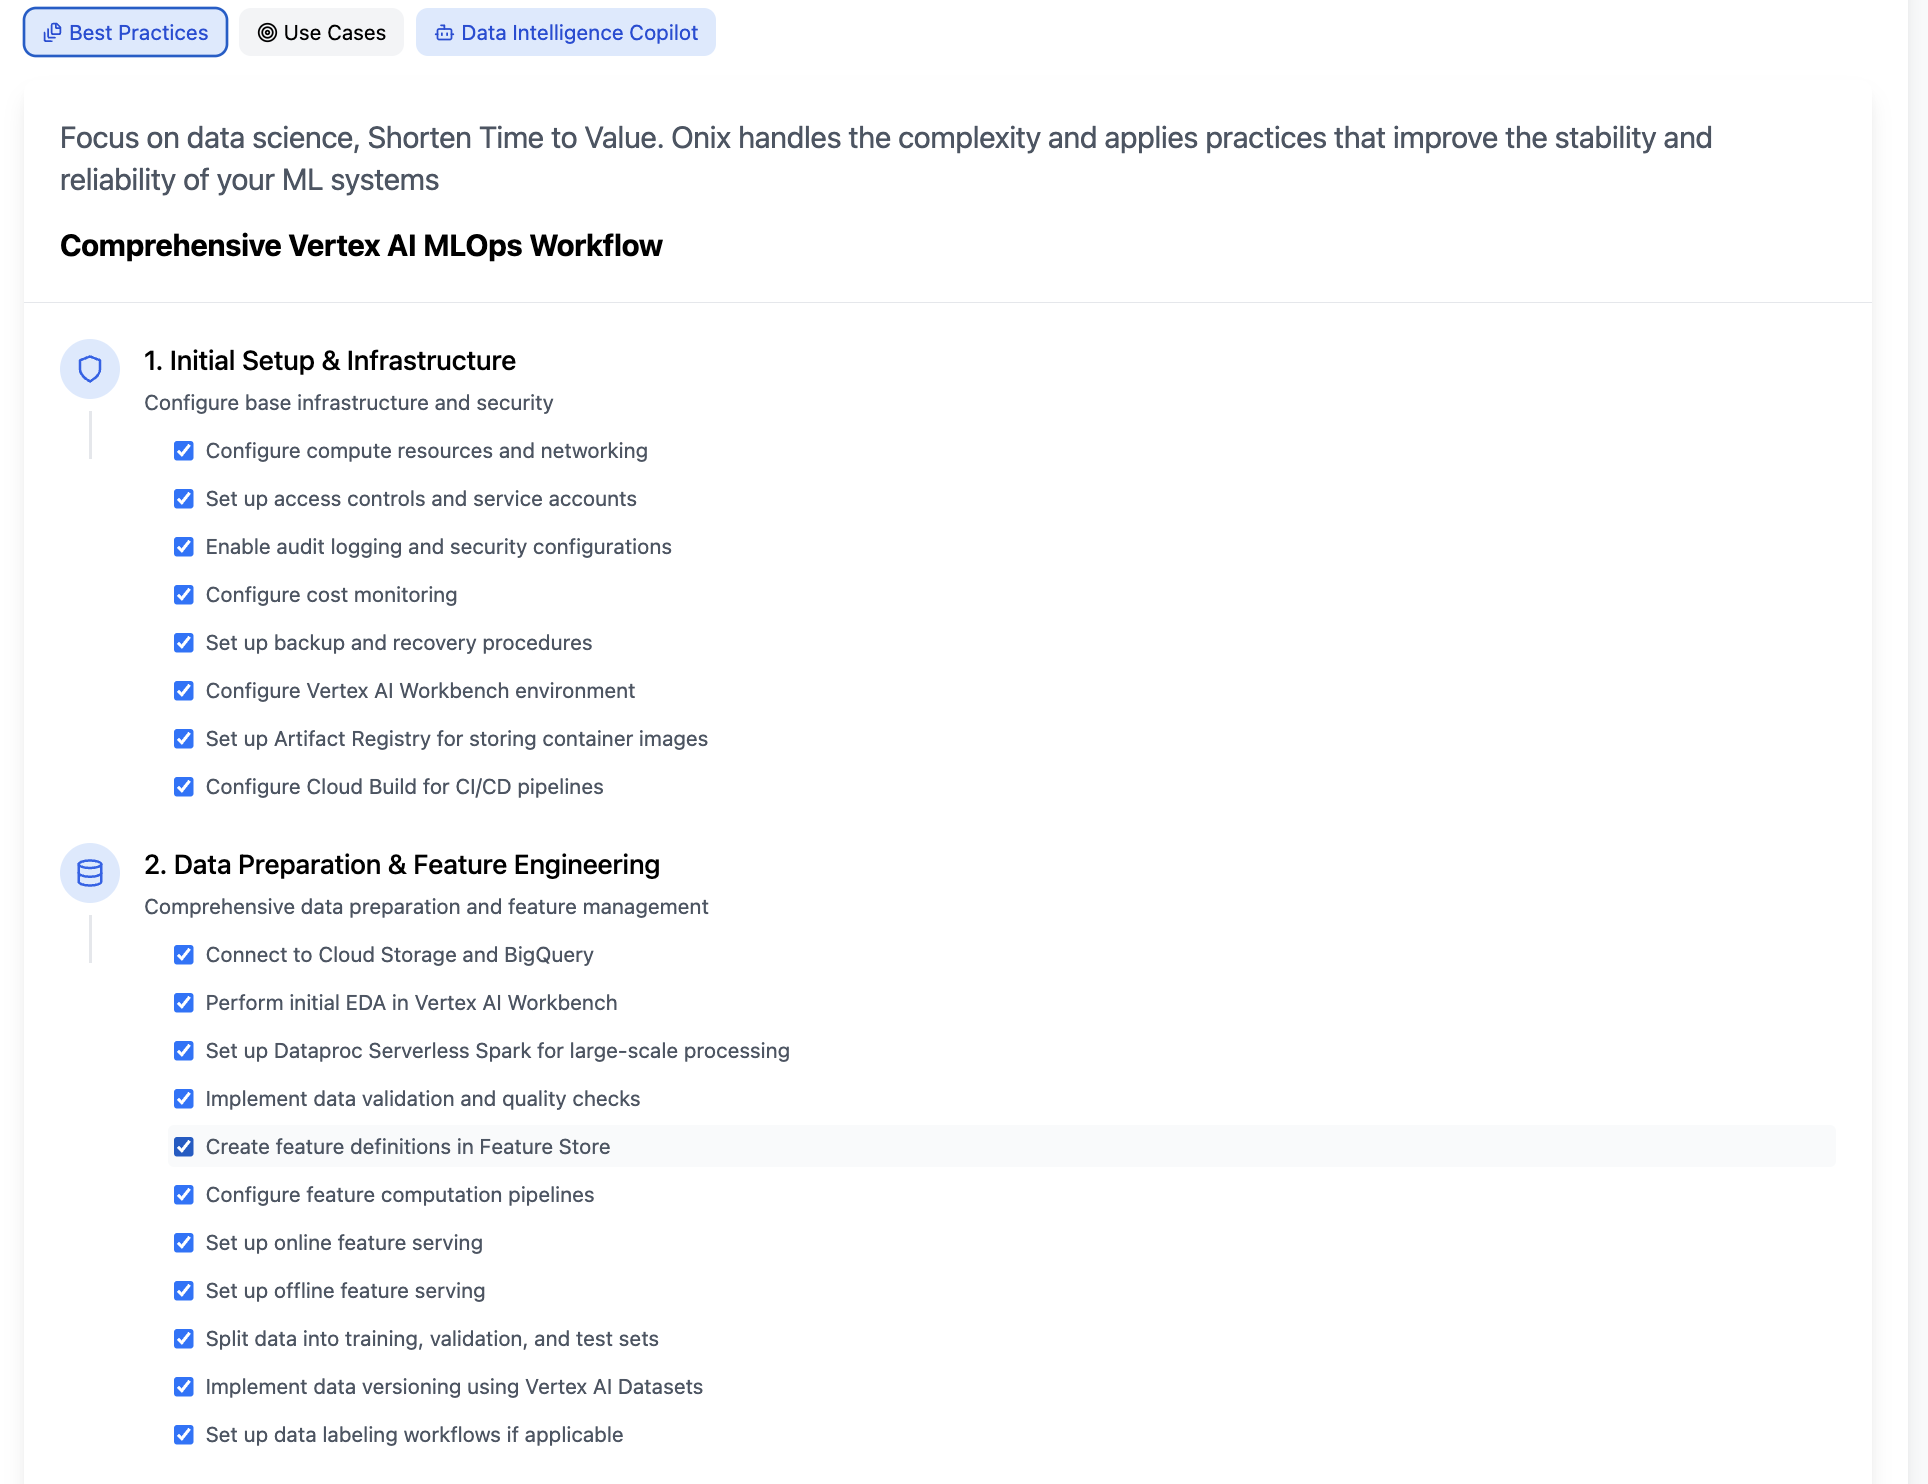 Best Practices
Use Cases
Data Intelligence Copilot
Focus on data science, Shorten Time to Value. Onix handles the complexity and applies practices that improve the stability and
reliability of your ML systems
Comprehensive Vertex AI MLOps Workflow
1. Initial Setup & Infrastructure
Configure base infrastructure and security
Configure compute resources and networking
Set up access controls and service accounts
Enable audit logging and security configurations
Configure cost monitoring
Set up backup and recovery procedures
Configure Vertex AI Workbench environment
Set up Artifact Registry for storing container images
Configure Cloud Build for CI/CD pipelines
2. Data Preparation & Feature Engineering
Comprehensive data preparation and feature management
Connect to Cloud Storage and BigQuery
Perform initial EDA in Vertex AI Workbench
Set up Dataproc Serverless Spark for large-scale processing
Implement data validation and quality checks
Create feature definitions in Feature Store
Configure feature computation pipelines
Set up online feature serving
Set up offline feature serving
Split data into training, validation, and test sets
Implement data versioning using Vertex AI Datasets
Set up data labeling workflows if applicable